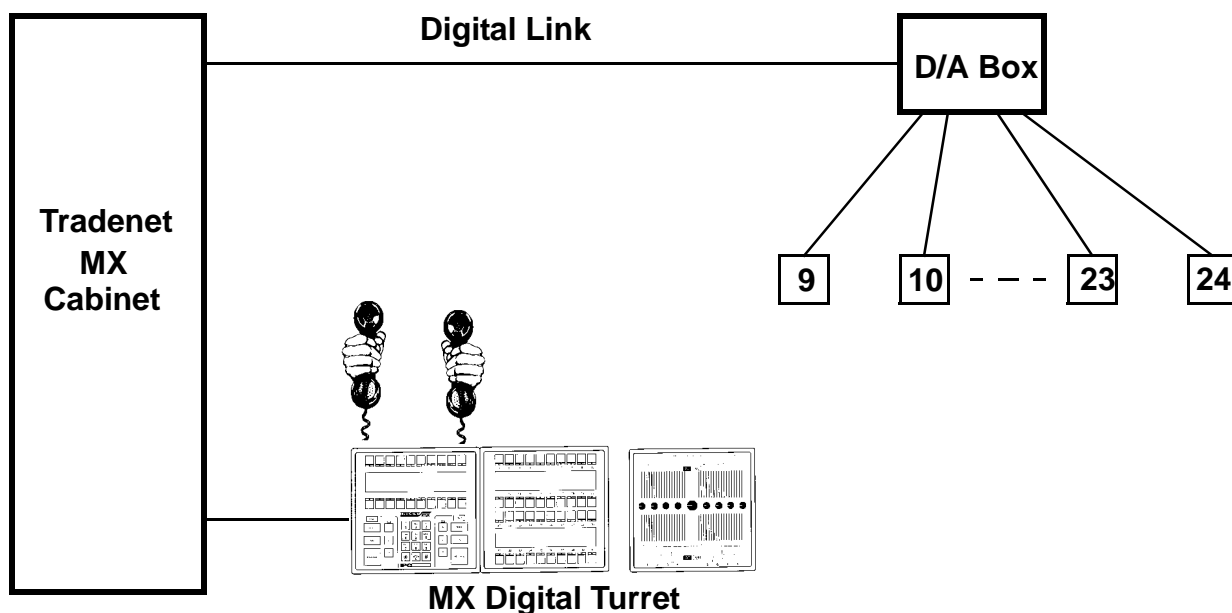 Digital Link
D/A Box
Tradenet
MX
Cabinet
9
10
23
24
MX Digital Turret